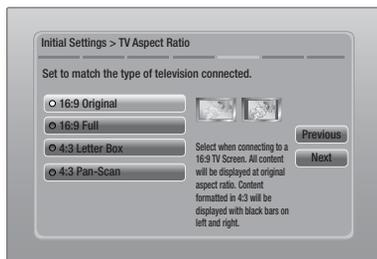 Initial Settings > TV Aspect Ratio
Set to match the type of television connected.
16:9 Original
16:9 Full
4:3 Letter Box
4:3 Pan-Scan
Select when connecting to a
16:9 TV Screen. All content
will be displayed at original
aspect ratio. Content
formatted in 4:3 will be
displayed with black bars on
left and right.
Previous
Next